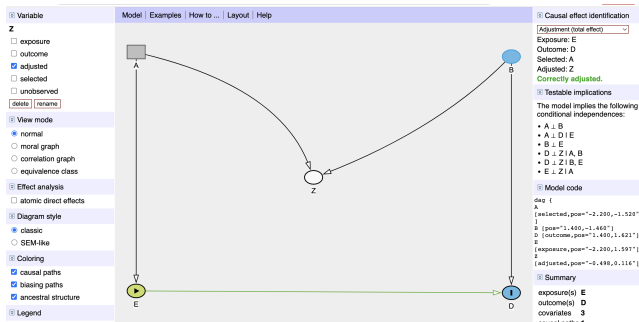 Variable
Z
exposure
outcome
adjusted
selected
unobserved
delete rename
View mode
normal
moral graph
correlation graph
equivalence class
Effect analysis
atomic direct effects
Diagram style
classic
SEM-like
Coloring
causal paths
biasing paths
ancestral structure
Legend
Model | Examples | How to ... | Layout | Help
A
B
Z
E
D
Causal effect identification
Adjustment (total effect)
Exposure: E
Outcome: D
Selected: A
Adjusted: Z
Correctly adjusted.
Testable implications
The model implies the following
conditional independences:
• A ⊥ B
• A ⊥ D | E
• B ⊥ E
• D ⊥ Z | A, B
• D ⊥ Z | B, E
• E ⊥ Z | A
Model code
dag {
A
[selected,pos="-2.200,-1.520"
]
B [pos="1.400,-1.460"]
D [outcome,pos="1.400,1.621"]
E
[exposure,pos="-2.200,1.597"]
Z
[adjusted,pos="-0.498,0.116"]
Summary
exposure(s) E
outcome(s) D
covariates 3